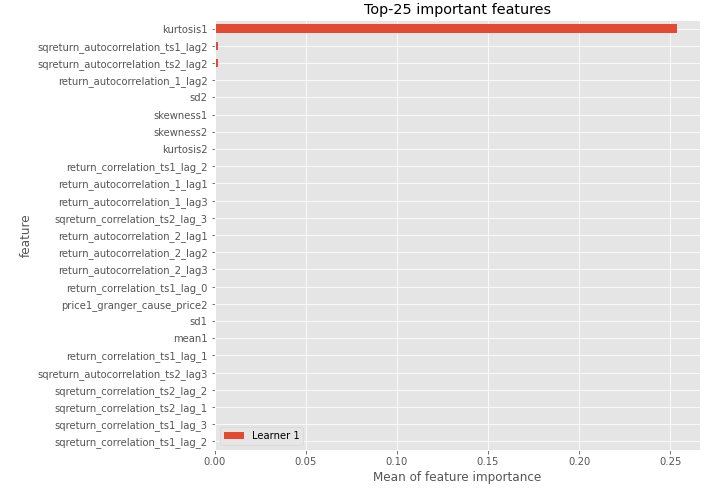 Top-25 important features
kurtosis1
sqreturn_autocorrelation_ts1_lag2
sqreturn_autocorrelation_ts2_lag2
return_autocorrelation_1_lag2
sd2
skewness1
skewness2
kurtosis2
return_correlation_ts1_lag_2
return_autocorrelation_1_lag1
return_autocorrelation_1_lag3
sqreturn_correlation_ts2_lag_3
return_autocorrelation_2_lag1
return_autocorrelation_2_lag2
return_autocorrelation_2_lag3
return_correlation_ts1_lag_0
price1_granger_cause_price2
sd1
mean1
return_correlation_ts1_lag_1
sqreturn_autocorrelation_ts2_lag3
sqreturn_correlation_ts2_lag_2
sqreturn_correlation_ts2_lag_1
sqreturn_correlation_ts1_lag_3
sqreturn_correlation_ts1_lag_2
feature
Learner 1
0.00 0.05 0.10 0.15 0.20 0.25
Mean of feature importance